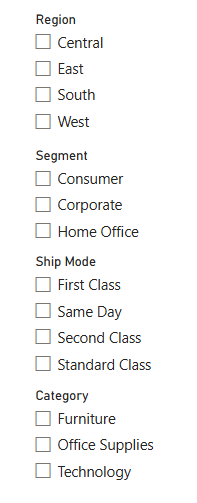 Region
Central
East
South
West
Segment
Consumer
Corporate
Home Office
Ship Mode
First Class
Same Day
Second Class
Standard Class
Category
Furniture
Office Supplies
Technology